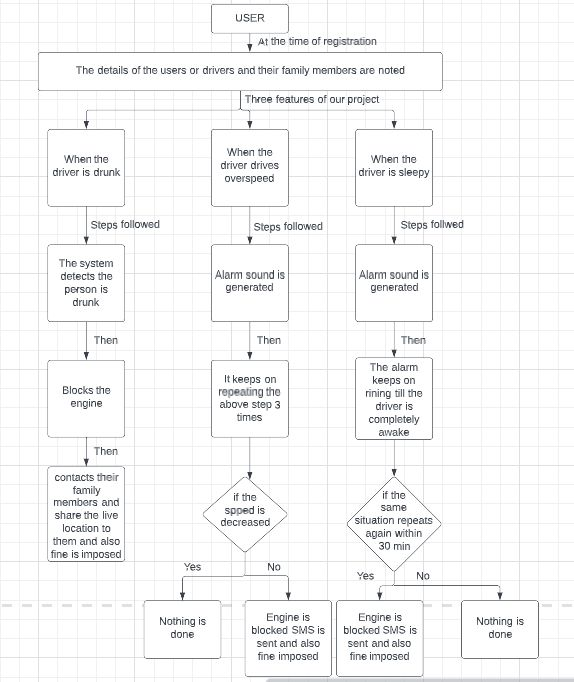 USER
At the time of registration
The details of the users or drivers and their family members are noted
Three features of our project
When the
driver is drunk
When the
driver drives
overspeed
When the
driver is sleepy
Steps followed
Steps followed
Steps follwed
The system
detects the
person is
drunk
Alarm sound is
generated
Alarm sound is
generated
Then
Then
Then
Blocks the
engine
It keeps on
repeating the
above step 3
times
The alarm
keeps on
rining till the
driver is
completely
awake
Then
contacts their
family
members and
share the live
location to
them and also
fine is imposed
if the
spped is
decreased
if the
same
situation repeats
again within
30 min
Yes
No
Yes
No
Nothing is
done
Engine is
blocked SMS is
sent and also
fine imposed
Engine is
blocked SMS is
sent and also
fine imposed
Nothing is
done